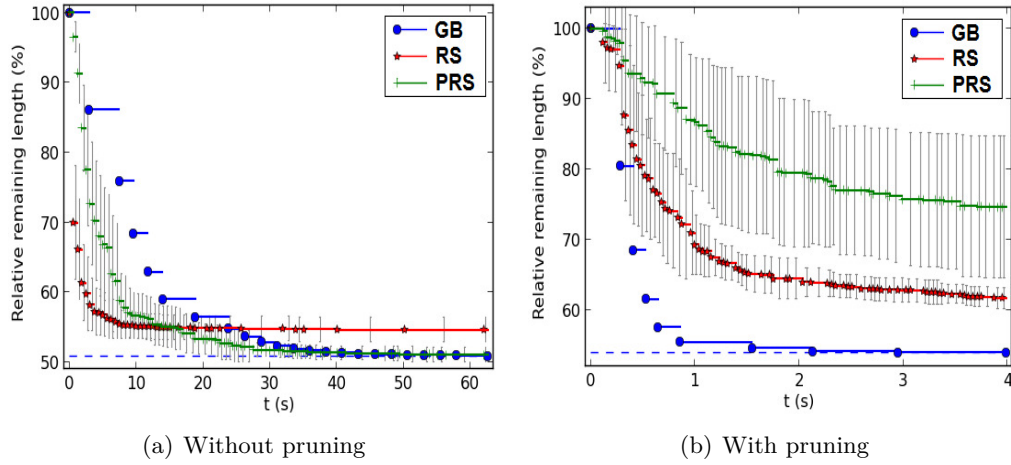 Relative remaining length (%)
100
90
80
70
60
50
0
10
20
30
40
50
60
t (s)
GB
RS
PRS
(a) Without pruning
Relative remaining length (%)
100
90
80
70
60
0
1
2
3
4
t (s)
GB
RS
PRS
(b) With pruning